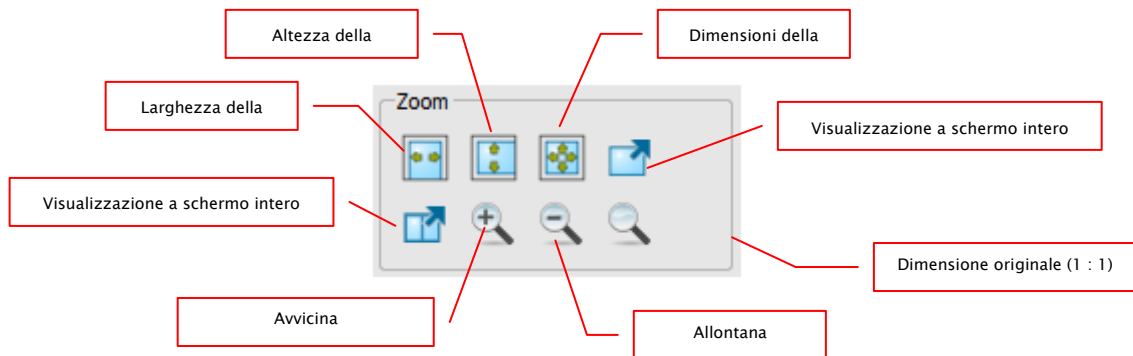 Altezza della
Dimensioni della
Zoom
Larghezza della
Visualizzazione a schermo intero
Visualizzazione a schermo intero
Dimensione originale (1 : 1)
Avvicina
Allontana